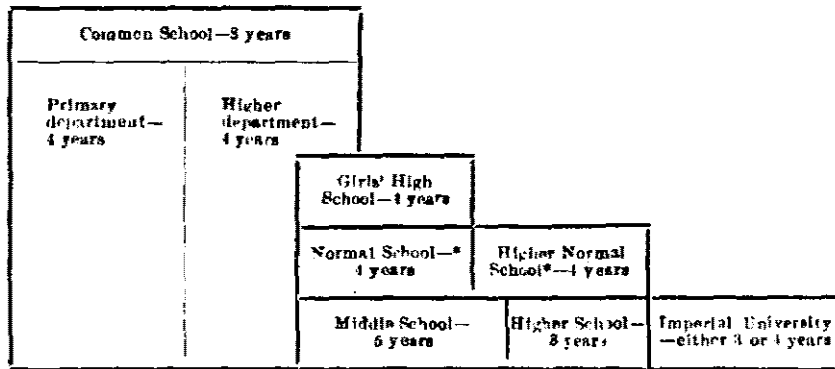 Common School—8 years
Primary
department—
4 years
Higher
department—
4 years
Girls' High
School—4 years
Normal School—*
4 years
Higher Normal
School*—4 years
Middle School—
5 years
Higher School—
3 years
Imperial University
—either 3 or 4 years